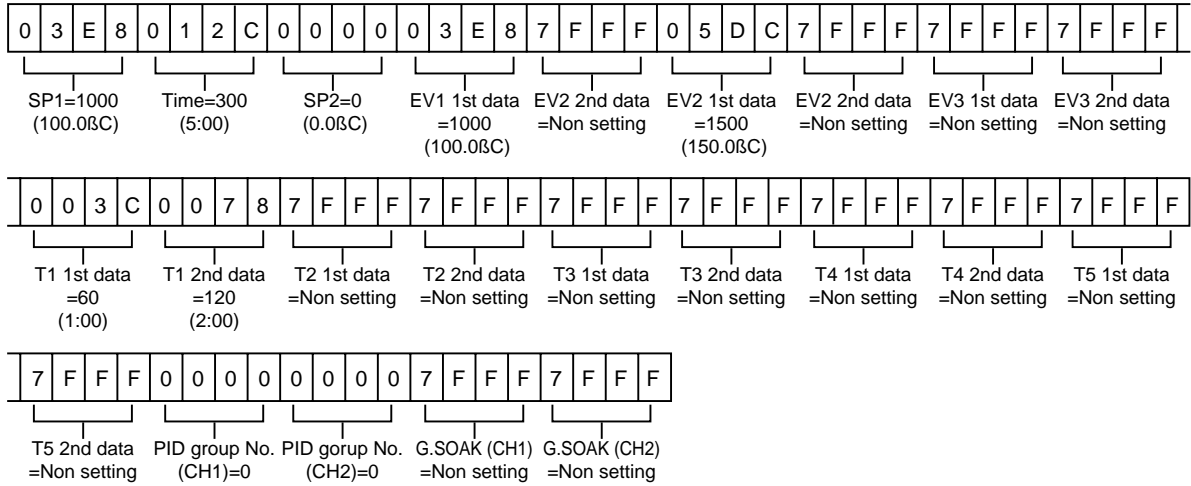 0 3 E 8 0 1 2 C 0 0 0 0 0 3 E 8 7 F F F 0 5 D C 7 F F F 7 F F F 7 F F F
SP1=1000 Time=300 SP2=0 EV1 1st data EV2 2nd data EV2 1st data EV2 2nd data EV3 1st data EV3 2nd data
(100.0ßC) (5:00) (0.0ßC) =1000 =Non setting =1500 =Non setting =Non setting =Non setting
(100.0ßC) (150.0ßC)
0 0 3 C 0 0 7 8 7 F F F 7 F F F 7 F F F 7 F F F 7 F F F 7 F F F 7 F F F
T1 1st data T1 2nd data T2 1st data T2 2nd data T3 1st data T3 2nd data T4 1st data T4 2nd data T5 1st data
=60 =120 =Non setting =Non setting =Non setting =Non setting =Non setting =Non setting =Non setting
(1:00) (2:00)
7 F F F 0 0 0 0 0 0 0 0 7 F F F 7 F F F
T5 2nd data PID group No. PID gorup No. G.SOAK (CH1) G.SOAK (CH2)
=Non setting (CH1)=0 (CH2)=0 =Non setting =Non setting